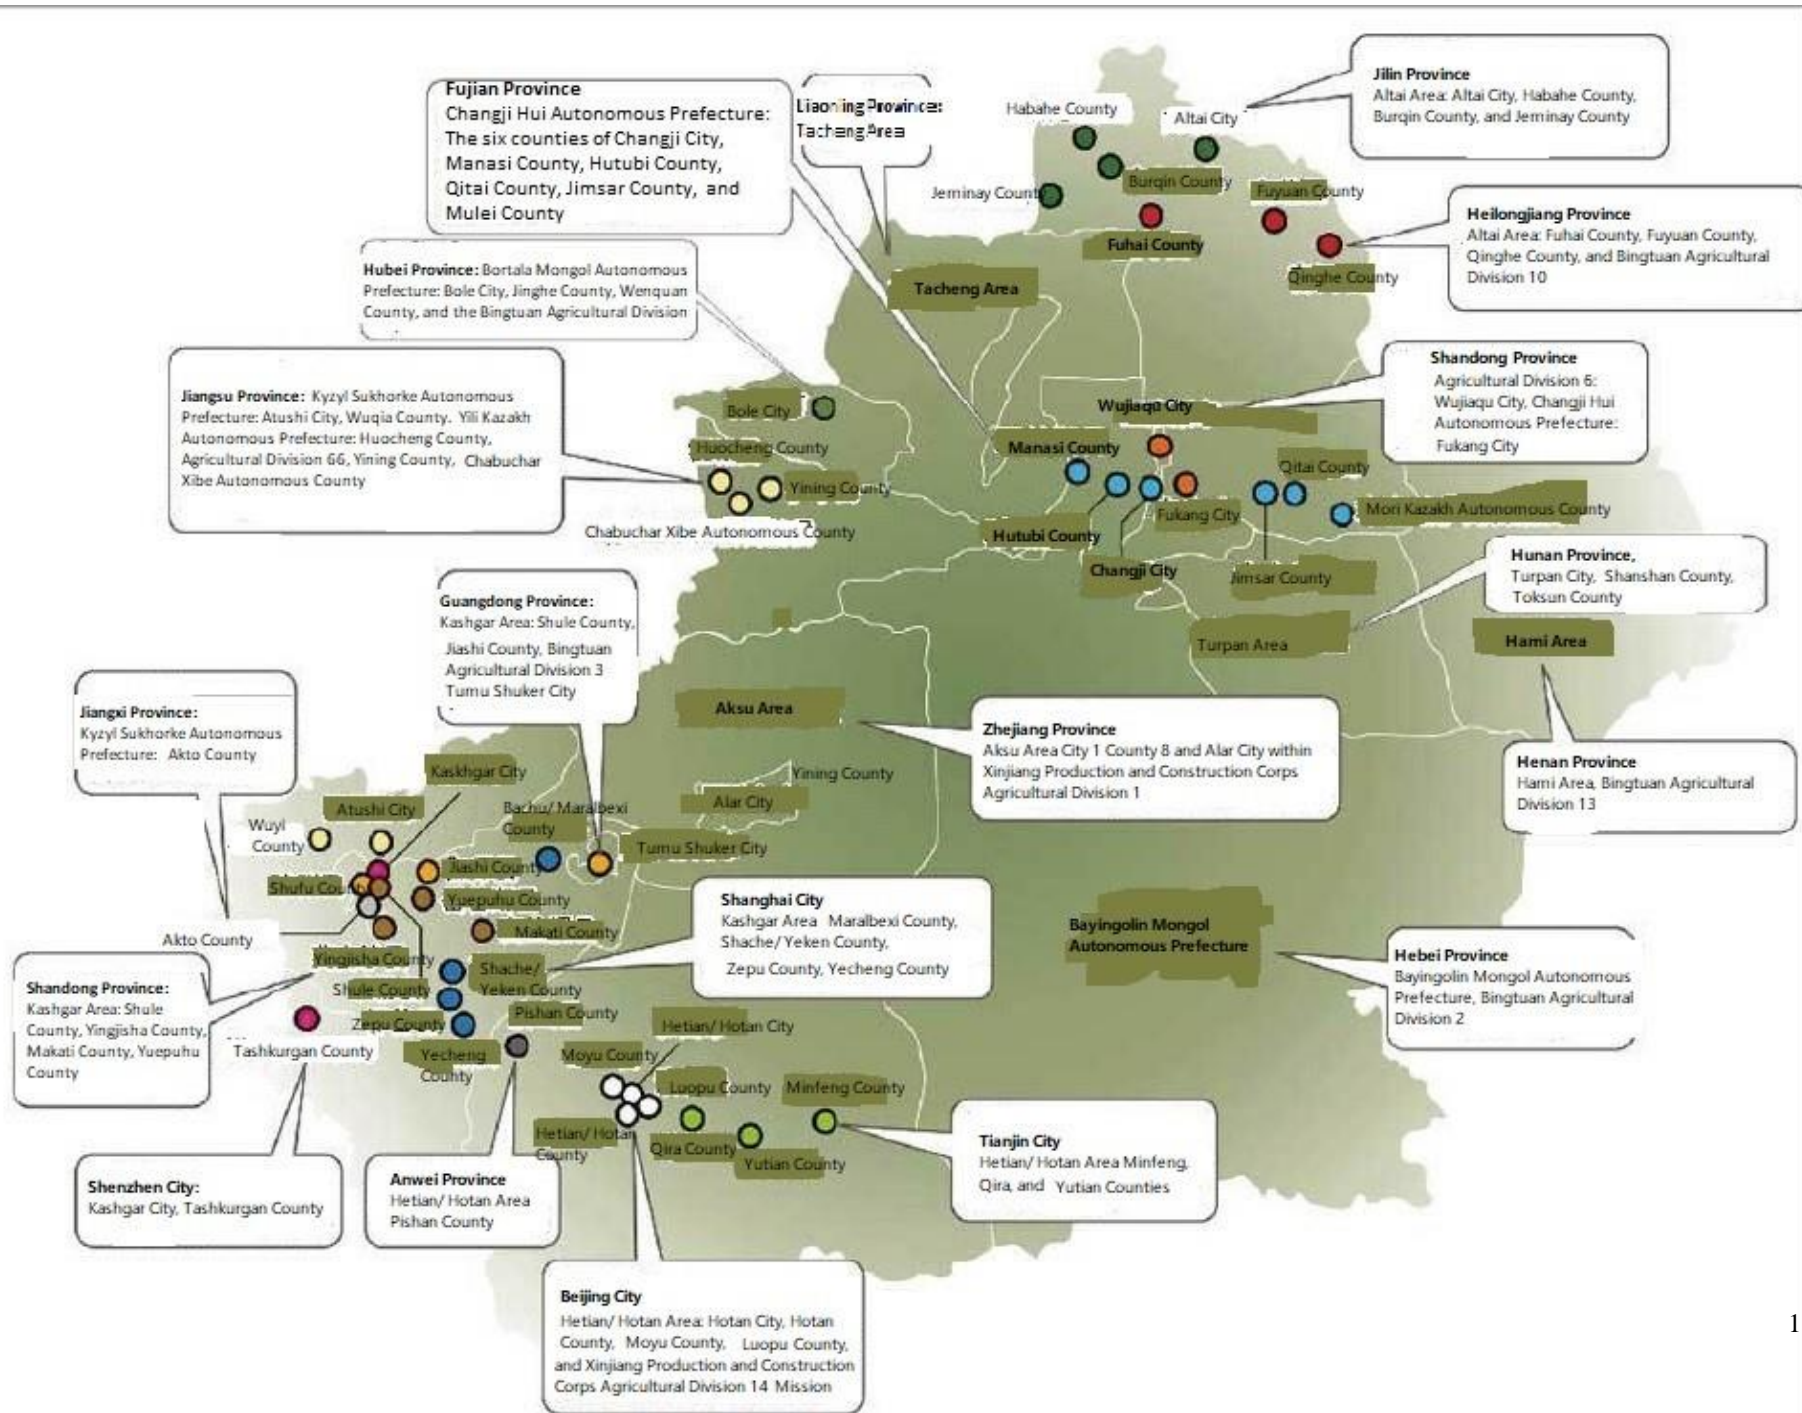 Fujian Province
Changji Hui Autonomous Prefecture:
The six counties of Changji City,
Manasi County, Hutubi County,
Qitai County, Jimsar County, and
Mulei County
Liaoning Province:
Tacheng Area
Habahe County
Altai City
Jilin Province
Altai Area: Altai City, Habahe County,
Burqin County, and Jeminay County
Jeminay County
Burqin County
Fuyuan County
Fuhai County
Qinghe County
Heilongjiang Province
Altai Area: Fuhai County, Fuyuan County,
Qinghe County, and Bingtuan Agricultural
Division 10
Hubei Province: Bortala Mongol Autonomous
Prefecture: Bole City, Jinghe County, Wenquan
County, and the Bingtuan Agricultural Division
Tacheng Area
Jiangsu Province: Kyzyl Sukhorke Autonomous
Prefecture: Atushi City, Wuqia County. Yili Kazakh
Autonomous Prefecture: Huocheng County,
Agricultural Division 66, Yining County, Chabuchar
Xibe Autonomous County
Bole City
Huocheng County
Yining County
Chabuchar Xibe Autonomous County
Wujiaqu City
Manasi County
Shandong Province
Agricultural Division 6:
Wujiaqu City, Changji Hui
Autonomous Prefecture:
Fukang City
Qitai County
Mori Kazakh Autonomous County
Fukang City
Hutubi County
Changji City
Jimsar County
Hunan Province,
Turpan City, Shanshan County,
Toksun County
Turpan Area
Hami Area
Guangdong Province:
Kashgar Area: Shule County,
Jiashi County, Bingtuan
Agricultural Division 3
Tumu Shuker City
Jiangxi Province:
Kyzyl Sukhorke Autonomous
Prefecture: Akto County
Aksu Area
Zhejiang Province
Aksu Area City 1 County 8 and Alar City within
Xinjiang Production and Construction Corps
Agricultural Division 1
Henan Province
Hami Area, Bingtuan Agricultural
Division 13
Kaskhgar City
Yining County
Alar City
Atushi City
Bachu/ Maralbexi
County
Wuyi
County
Tumu Shuker City
Jiashi County
Shufu County
Yuepuhu County
Makati County
Akto County
Shanghai City
Kashgar Area Maralbexi County,
Shache/ Yeken County,
Zepu County, Yecheng County
Bayingolin Mongol
Autonomous Prefecture
Yingjisha County
Shache/
Yeken County
Shule County
Zepu County
Pishan County
Hetian/ Hotan City
Hebei Province
Bayingolin Mongol Autonomous
Prefecture, Bingtuan Agricultural
Division 2
Shandong Province:
Kashgar Area: Shule
County, Yingjisha County,
Makati County, Yuepuhu
County
Tashkurgan County
Yecheng
County
Moyu County
Luopu County
Minfeng County
Hetian/ Hotan
County
Qira County
Yutian County
Tianjin City
Hetian/ Hotan Area Minfeng,
Qira, and Yutian Counties
Shenzhen City:
Kashgar City, Tashkurgan County
Anwei Province
Hetian/ Hotan Area
Pishan County
Beijing City
Hetian/ Hotan Area: Hotan City, Hotan
County, Moyu County, Luopu County,
and Xinjiang Production and Construction
Corps Agricultural Division 14 Mission
1